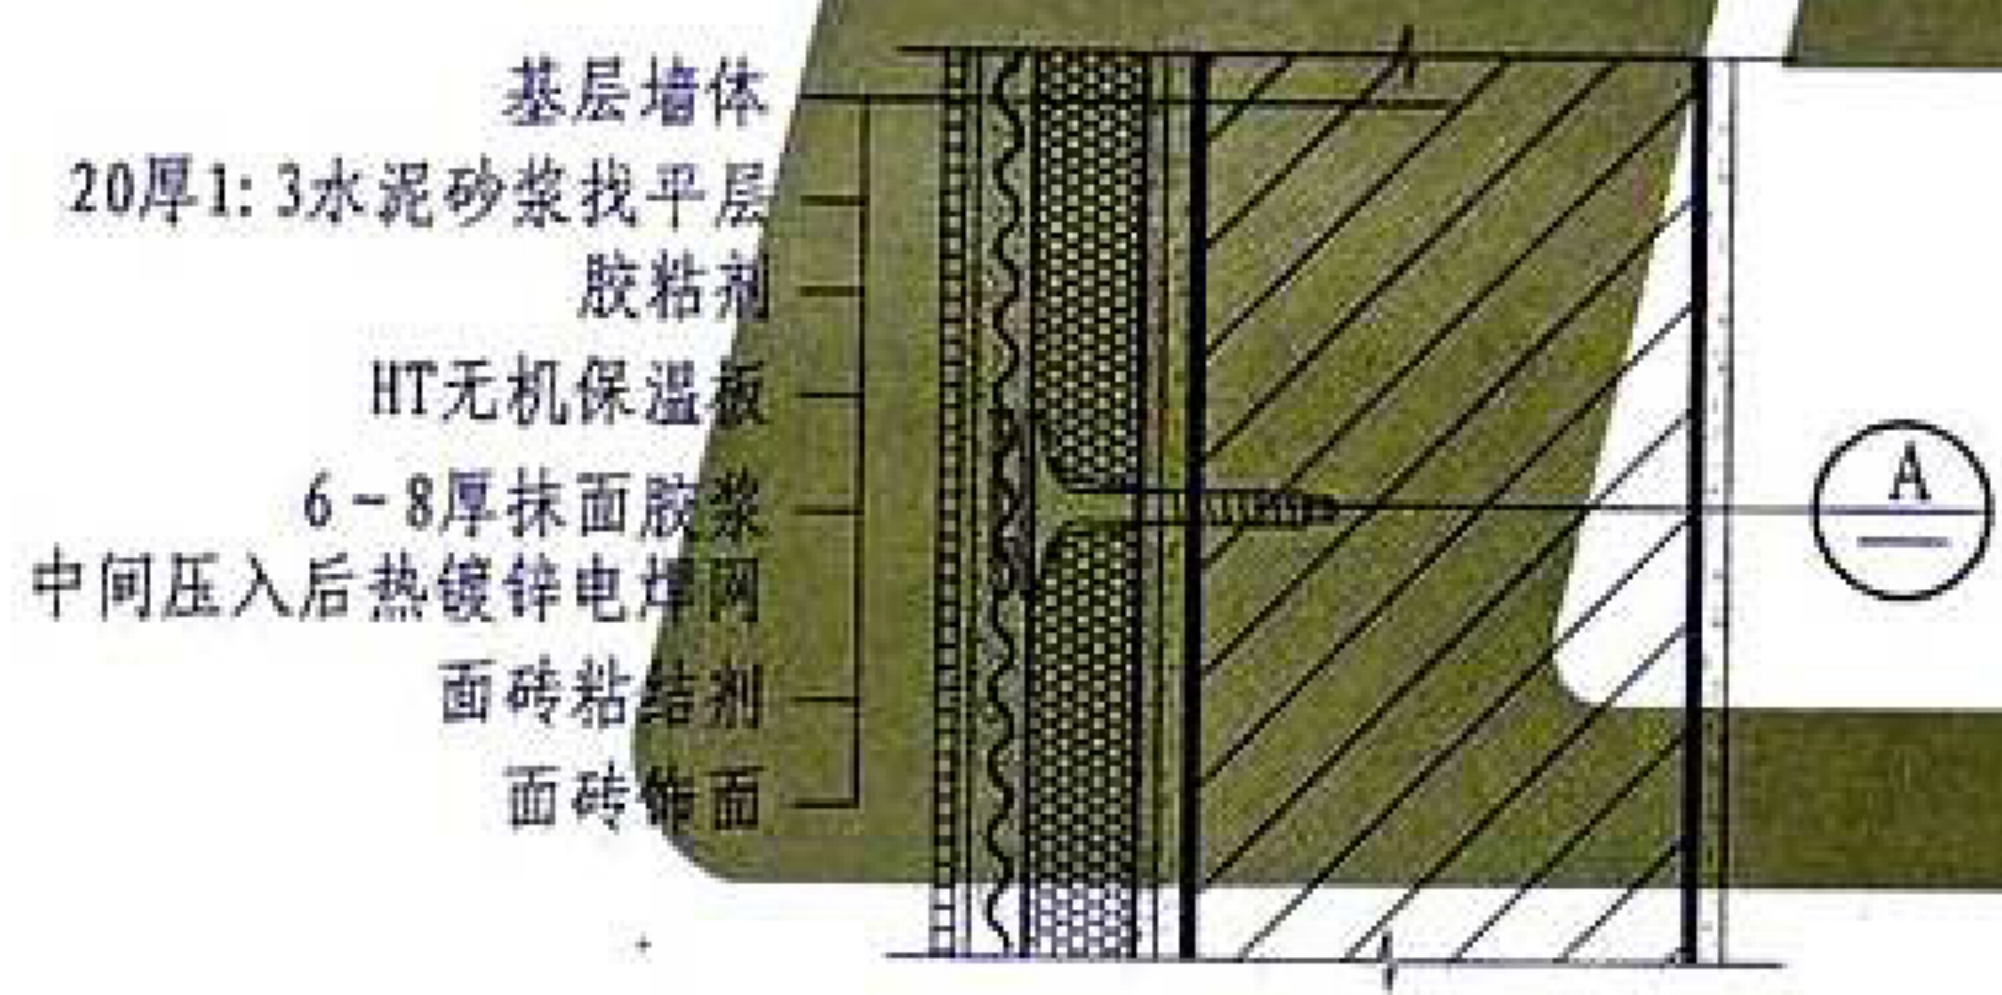 基层墙体
20厚1:3水泥砂浆找平层
胶粘剂
HT无机保温板
6~8厚抹面胶浆
中间压入后热镀锌电焊网
面砖粘结剂
面砖饰面
A